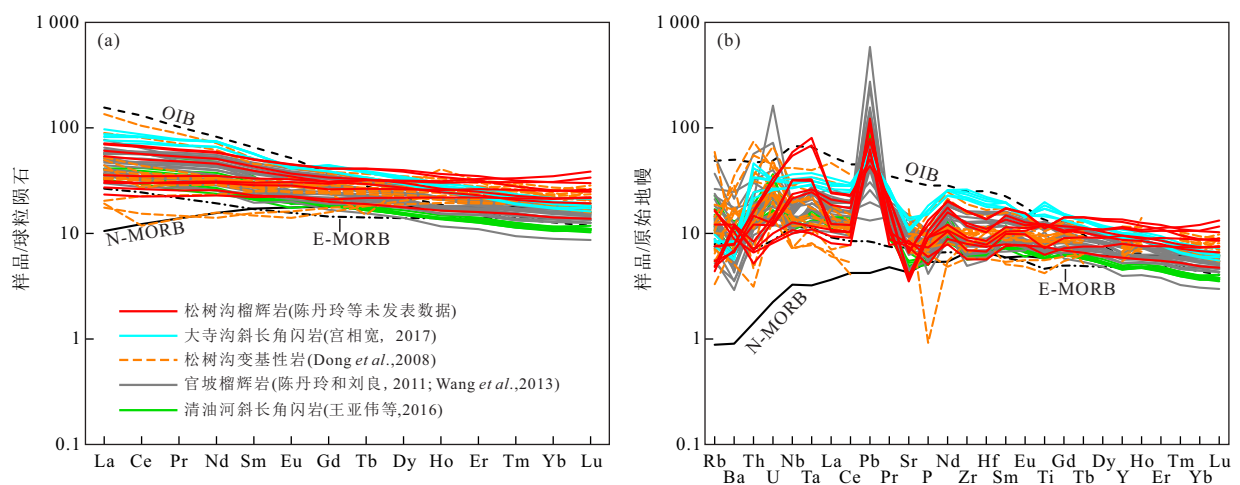 (a)
1 000
100
10
1
0.1
样品/球粒陨石
OIB
N-MORB
E-MORB
松树沟榴辉岩(陈丹玲等未发表数据)
大寺沟斜长角闪岩(宫相宽, 2017)
松树沟变基性岩(Dong et al.,2008)
官坡榴辉岩(陈丹玲和刘良, 2011; Wang et al.,2013)
清油河斜长角闪岩(王亚伟等,2016)
La Ce Pr Nd Sm Eu Gd Tb Dy Ho Er Tm Yb Lu
(b)
1 000
100
10
1
0.1
样品/原始地幔
OIB
N-MORB
E-MORB
Rb Th Nb La Pb Sr Nd Hf Eu Gd Dy Ho Tm Lu
Ba U Ta Ce Pr P Zr Sm Ti Tb Y Er Yb